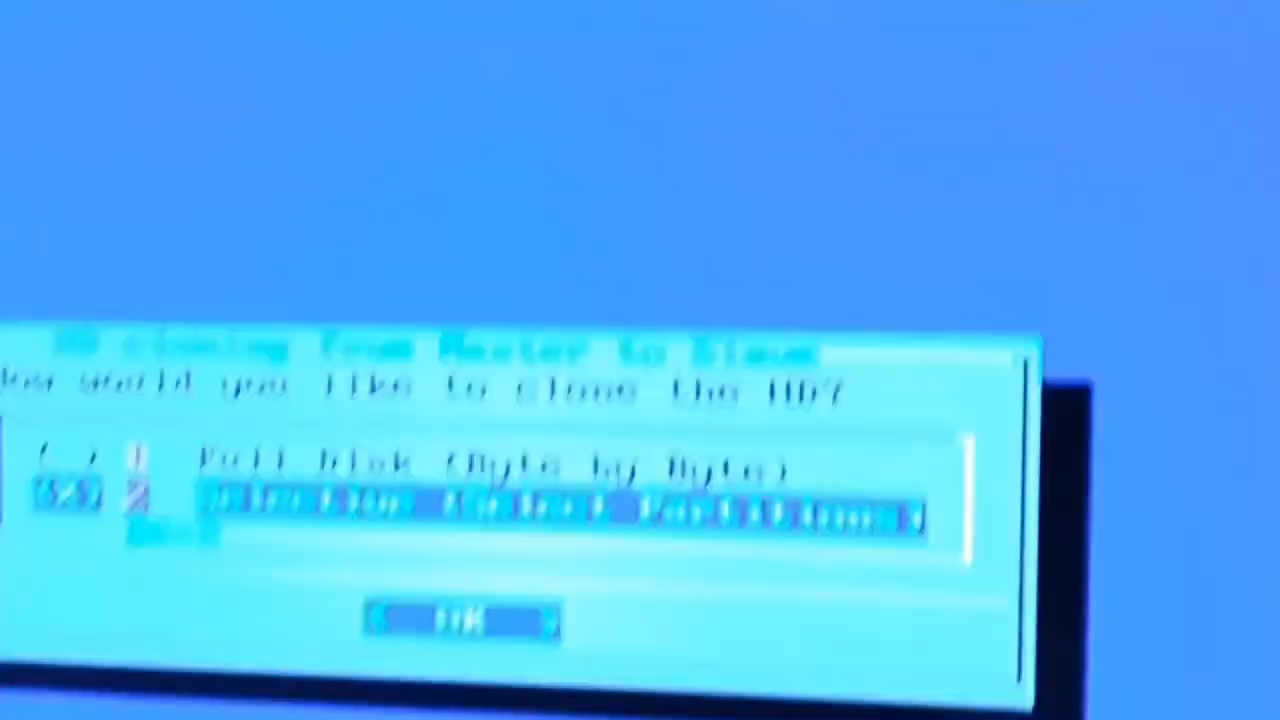 HD cloning from Master to Slave
How would you like to clone the HD?
( ) 1 Full Disk (Byte by Byte)
2 Partition
OK